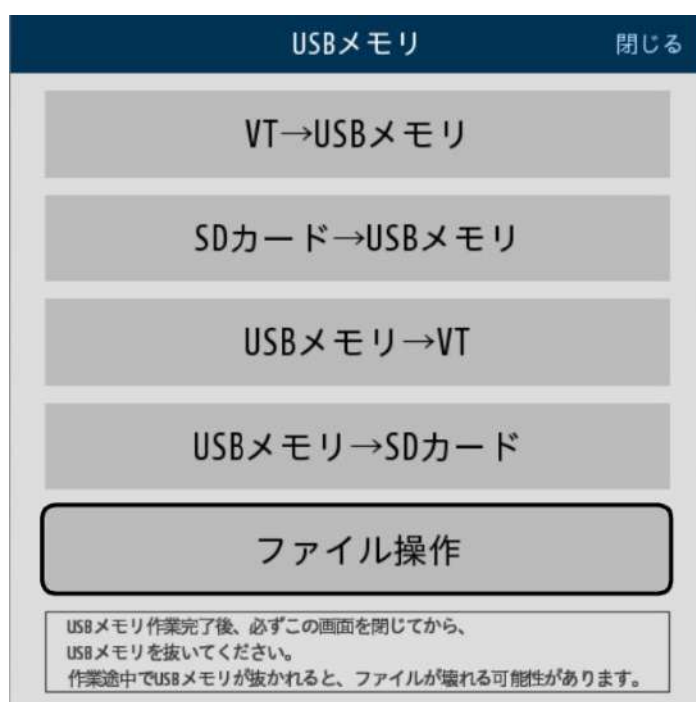 USBメモリ
閉じる
VT→USBメモリ
SDカード→USBメモリ
USBメモリ→VT
USBメモリ→SDカード
ファイル操作
USBメモリ作業完了後、必ずこの画面を閉じてから、
USBメモリを抜いてください。
作業途中でUSBメモリが抜かれると、ファイルが壊れる可能性があります。